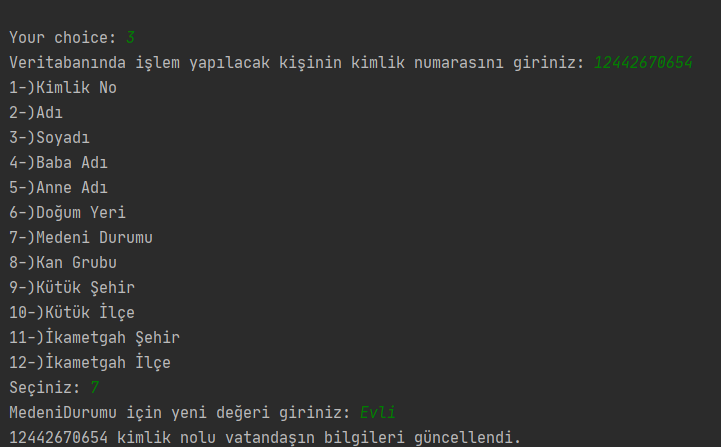 Your choice: 3
Veritabanında işlem yapılacak kişinin kimlik numarasını giriniz: 12442670654
1-)Kimlik No
2-)Adı
3-)Soyadı
4-)Baba Adı
5-)Anne Adı
6-)Doğum Yeri
7-)Medeni Durumu
8-)Kan Grubu
9-)Kütük Şehir
10-)Kütük İlçe
11-)İkametgah Şehir
12-)İkametgah İlçe
Seçiniz: 7
MedeniDurumu için yeni değeri giriniz: Evli
12442670654 kimlik nolu vatandaşın bilgileri güncellendi.